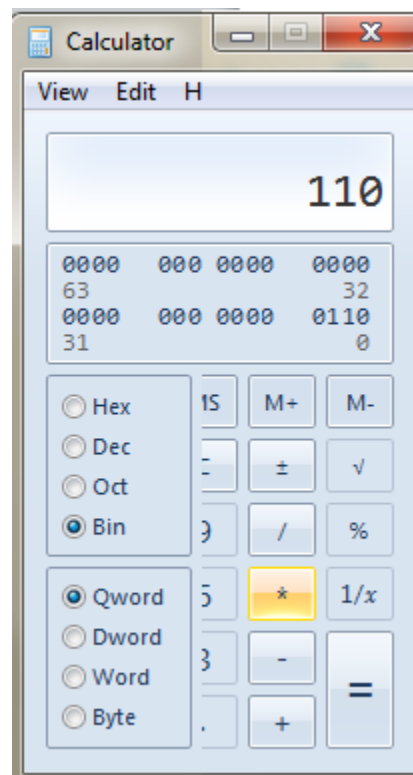 Calculator
View Edit H
110
0000 000 0000 0000
63 32
0000 000 0000 0110
31 0
Hex M+ M-
Dec ± √
Oct
Bin / %
Qword * 1/x
Dword -
Word =
Byte . +